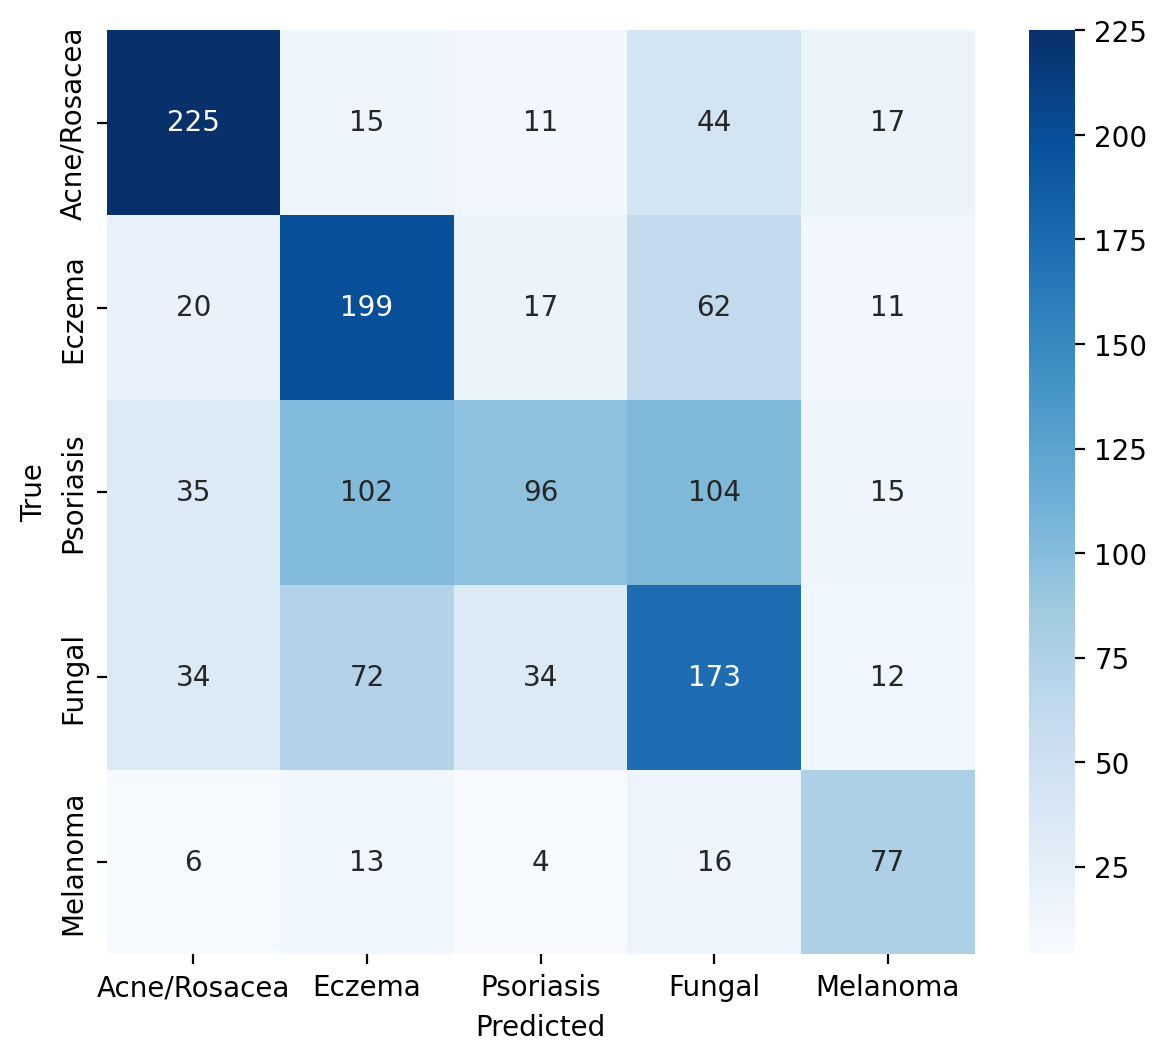 Acne/Rosacea 225 15 11 44 17
Eczema 20 199 17 62 11
Psoriasis 35 102 96 104 15
Fungal 34 72 34 173 12
Melanoma 6 13 4 16 77
True
Acne/Rosacea Eczema Psoriasis Fungal Melanoma
Predicted
225
200
175
150
125
100
75
50
25